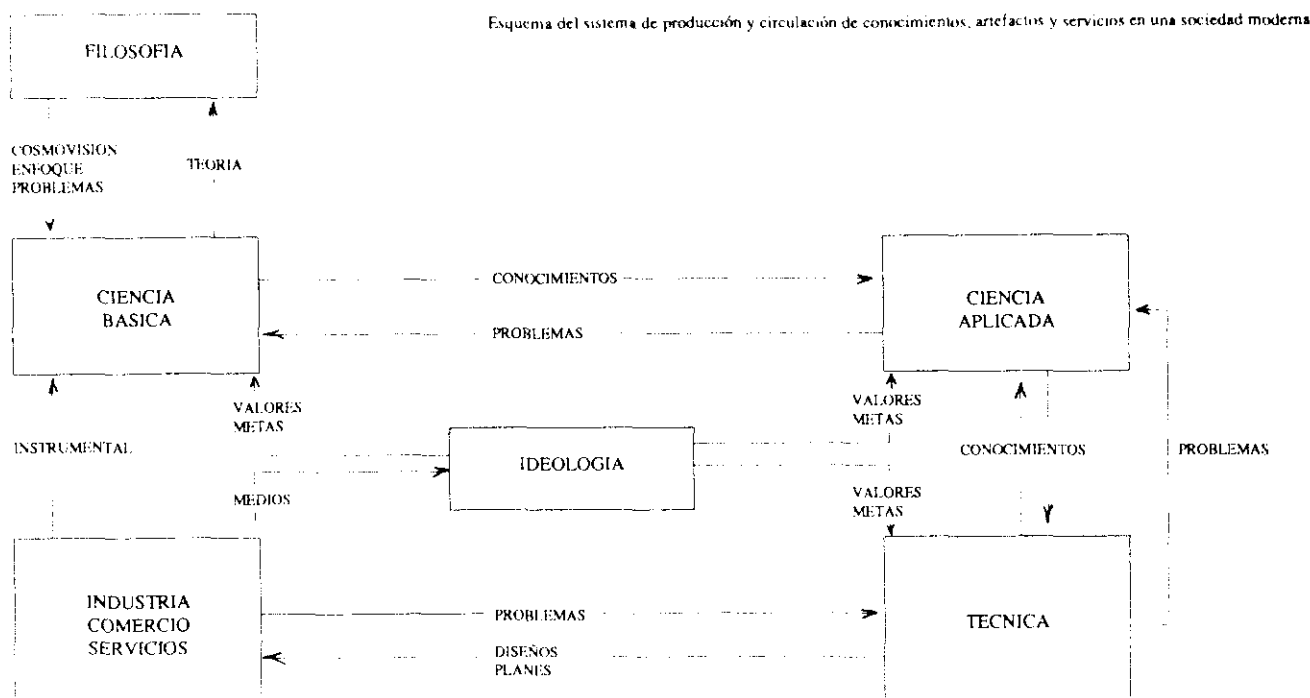 Esquema del sistema de producción y circulación de conocimientos, artefactos y servicios en una sociedad moderna
FILOSOFIA
COSMOVISION
ENFOQUE
PROBLEMAS
TEORIA
CIENCIA
BASICA
CONOCIMIENTOS
PROBLEMAS
CIENCIA
APLICADA
VALORES
METAS
VALORES
METAS
INSTRUMENTAL
IDEOLOGIA
CONOCIMIENTOS
PROBLEMAS
MEDIOS
VALORES
METAS
INDUSTRIA
COMERCIO
SERVICIOS
PROBLEMAS
DISEÑOS
PLANES
TECNICA